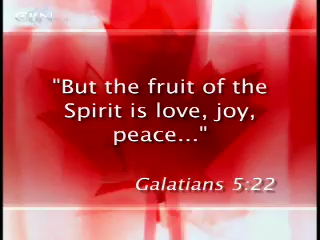 "But the fruit of the
Spirit is love, joy,
peace..."
Galatians 5:22